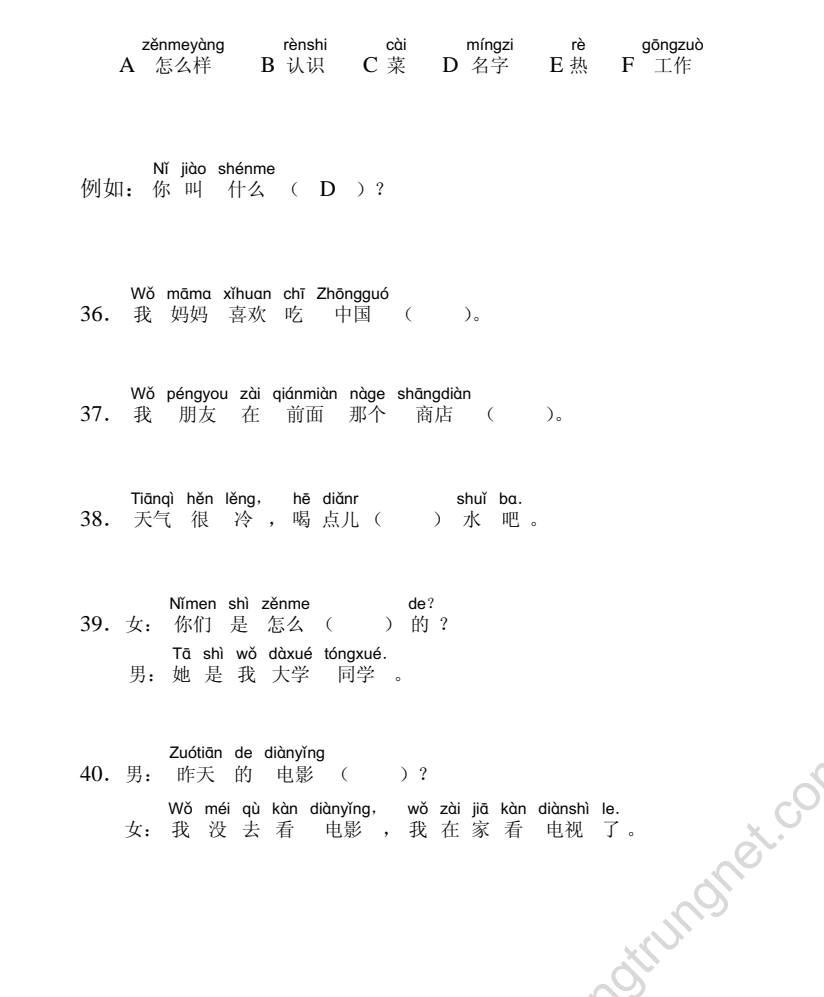 zěnmeyàng rènshi cài míngzi rè gōngzuò
A 怎么样 B 认识 C 菜 D 名字 E 热 F 工作
Nǐ jiào shénme
例如： 你 叫 什么 （ D ）？
Wǒ māma xǐhuan chī Zhōngguó
36． 我 妈妈 喜欢 吃 中国 （ ）。
Wǒ péngyou zài qiánmiàn nàge shāngdiàn
37． 我 朋友 在 前面 那个 商店 （ ）。
Tiānqì hěn lěng， hē diǎnr shuǐ ba.
38． 天气 很 冷 ，喝 点儿（ ） 水 吧 。
Nǐmen shì zěnme de？
39．女： 你们 是 怎么 （ ） 的 ？
Tā shì wǒ dàxué tóngxué.
男： 她 是 我 大学 同学 。
Zuótiān de diànyǐng
40．男： 昨天 的 电影 （ ）？
Wǒ méi qù kàn diànyǐng， wǒ zài jiā kàn diànshì le.
女： 我 没 去 看 电影 ，我 在 家 看 电视 了 。